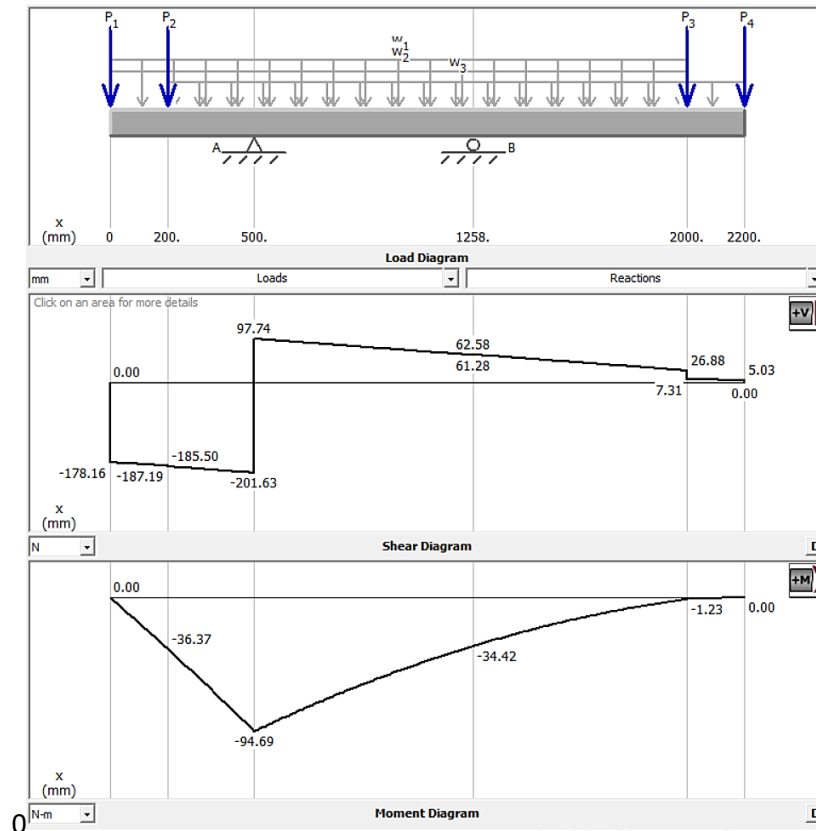 P1 P2 P3 P4
w1
w2
w3
A B
x
(mm) 0 200. 500. 1258. 2000. 2200.
Load Diagram
mm Loads Reactions
Click on an area for more details
+V
97.74
62.58
0.00 26.88
61.28 5.03
7.31 0.00
-185.50
-178.16 -187.19
-201.63
x
(mm)
N Shear Diagram
+M
0.00
-1.23 0.00
-36.37
-34.42
-94.69
x
(mm)
0 N-m Moment Diagram